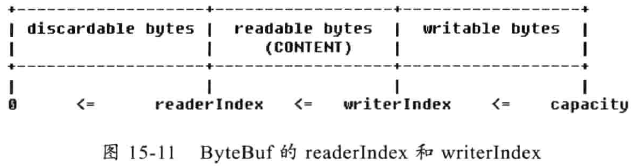 +-------------------+------------------+------------------+
| discardable bytes | readable bytes | writable bytes |
| | (CONTENT) | |
+-------------------+------------------+------------------+
| | | |
0 <= readerIndex <= writerIndex <= capacity
图 15-11 ByteBuf 的 readerIndex 和 writerIndex